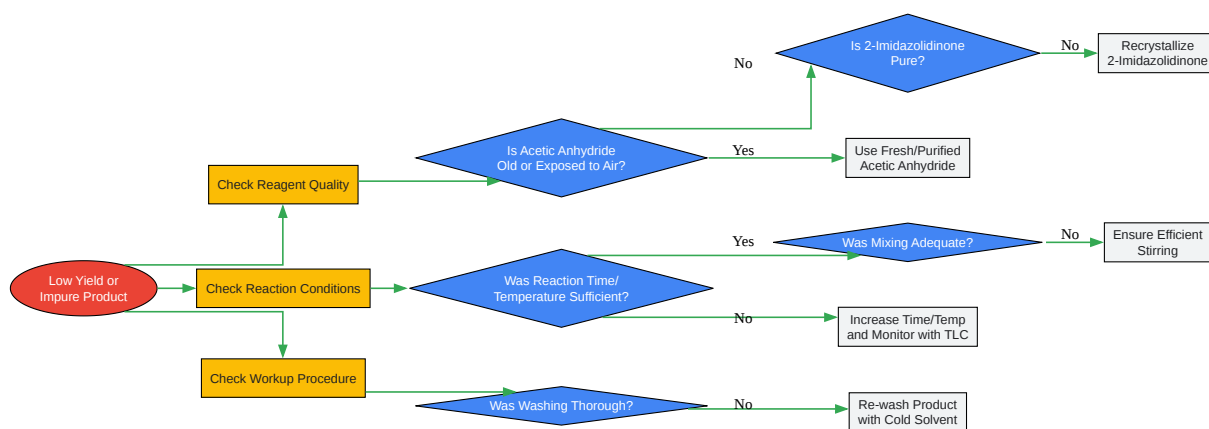 Low Yield or
Impure Product
Check Reagent Quality
Check Reaction Conditions
Check Workup Procedure
Is Acetic Anhydride
Old or Exposed to Air?
No
Is 2-Imidazolidinone
Pure?
No
Recrystallize
2-Imidazolidinone
Yes
Use Fresh/Purified
Acetic Anhydride
Was Reaction Time/
Temperature Sufficient?
Yes
Was Mixing Adequate?
No
Ensure Efficient
Stirring
No
Increase Time/Temp
and Monitor with TLC
Was Washing Thorough?
No
Re-wash Product
with Cold Solvent